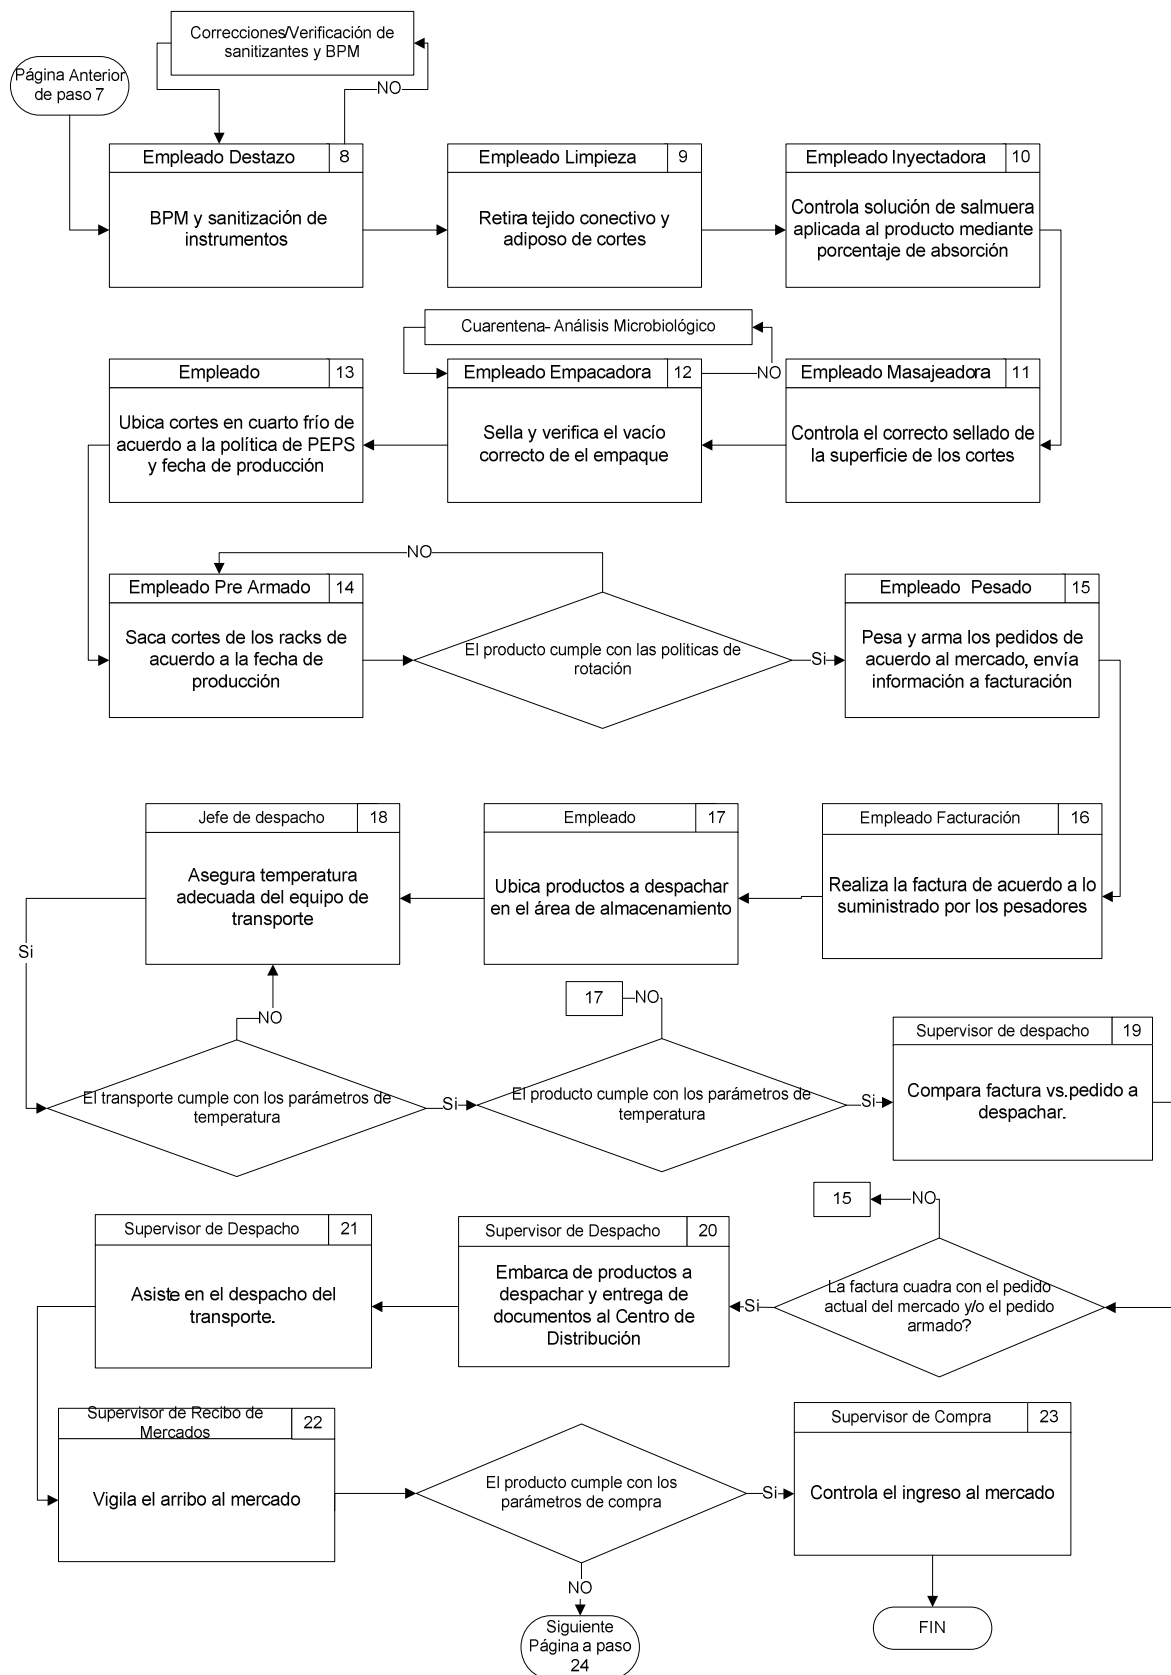 Correcciones/Verificación de
sanitizantes y BPM
Página Anterior
de paso 7
NO
Empleado Destazo
8
BPM y sanitización de
instrumentos
Empleado Limpieza
9
Retira tejido conectivo y
adiposo de cortes
Empleado Inyectadora
10
Controla solución de salmuera
aplicada al producto mediante
porcentaje de absorción
Cuarentena- Análisis Microbiológico
NO
Empleado Masajeadora
11
Controla el correcto sellado de
la superficie de los cortes
Empleado Empacadora
12
Sella y verifica el vacío
correcto de el empaque
Empleado
13
Ubica cortes en cuarto frío de
acuerdo a la política de PEPS
y fecha de producción
NO
Empleado Pre Armado
14
Saca cortes de los racks de
acuerdo a la fecha de
producción
El producto cumple con las politicas de
rotación
Si
Empleado Pesado
15
Pesa y arma los pedidos de
acuerdo al mercado, envía
información a facturación
Empleado Facturación
16
Realiza la factura de acuerdo a lo
suministrado por los pesadores
Empleado
17
Ubica productos a despachar
en el área de almacenamiento
Jefe de despacho
18
Asegura temperatura
adecuada del equipo de
transporte
Si
NO
El transporte cumple con los parámetros de
temperatura
Si
17
NO
El producto cumple con los parámetros de
temperatura
Si
Supervisor de despacho
19
Compara factura vs.pedido a
despachar.
15
NO
La factura cuadra con el pedido
actual del mercado y/o el pedido
armado?
Si
Supervisor de Despacho
20
Embarca de productos a
despachar y entrega de
documentos al Centro de
Distribución
Supervisor de Despacho
21
Asiste en el despacho del
transporte.
Supervisor de Recibo de
Mercados
22
Vigila el arribo al mercado
El producto cumple con los
parámetros de compra
Si
Supervisor de Compra
23
Controla el ingreso al mercado
NO
Siguiente
Página a paso
24
FIN